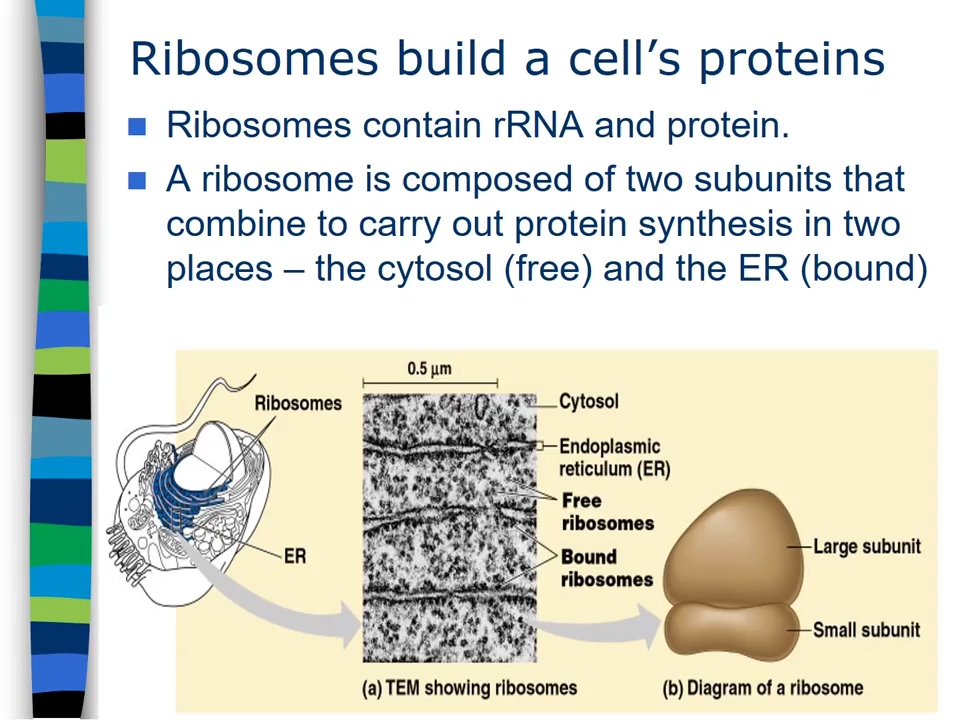 Ribosomes build a cell’s proteins
Ribosomes contain rRNA and protein.
A ribosome is composed of two subunits that
combine to carry out protein synthesis in two
places – the cytosol (free) and the ER (bound)
0.5 µm
Ribosomes
Cytosol
Endoplasmic
reticulum (ER)
Free
ribosomes
Bound
ribosomes
ER
Large subunit
Small subunit
(a) TEM showing ribosomes
(b) Diagram of a ribosome